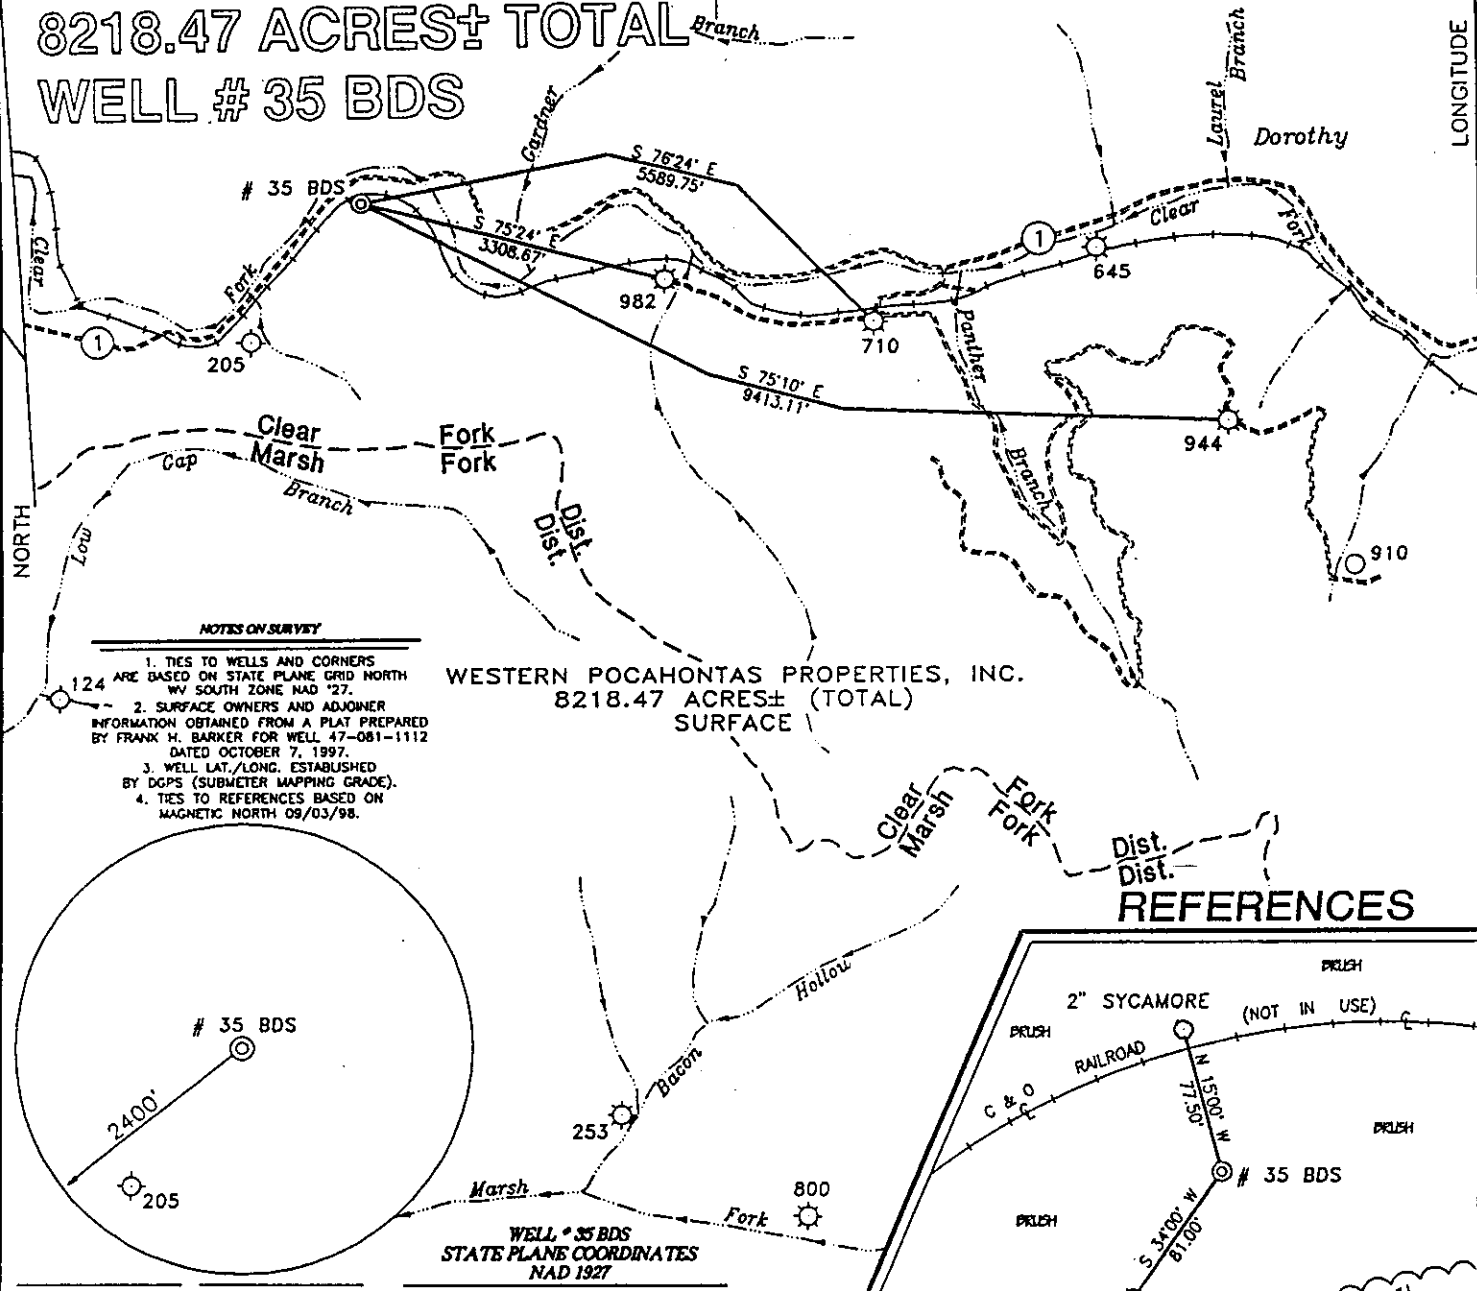 8218.47 ACRES± TOTAL
WELL # 35 BDS
Branch
Gardner
Laurel
Branch
Dorothy
LONGITUDE
# 35 BDS
S 76°24' E
5589.75'
S 75°24' E
3308.67'
Clear
Fork
1
Clear
Fork
1
645
982
710
205
Panther
Branch
S 75°10' E
9413.11'
944
910
Clear Fork
Marsh Fork
Gap
Branch
Low
Dist.
Dist.
NORTH
NOTES ON SURVEY
1. TIES TO WELLS AND CORNERS
ARE BASED ON STATE PLANE GRID NORTH
WV SOUTH ZONE NAD '27.
2. SURFACE OWNERS AND ADJOINER
INFORMATION OBTAINED FROM A PLAT PREPARED
BY FRANK H. BARKER FOR WELL 47-081-1112
DATED OCTOBER 7, 1997.
3. WELL LAT./LONG. ESTABLISHED
BY DGPS (SUBMETER MAPPING GRADE).
4. TIES TO REFERENCES BASED ON
MAGNETIC NORTH 09/03/98.
124
WESTERN POCAHONTAS PROPERTIES, INC.
8218.47 ACRES± (TOTAL)
SURFACE
Clear Fork Dist.
Marsh Fork Dist.
# 35 BDS
2400'
205
Hollow
Bacon
253
Marsh
Fork
800
WELL # 35 BDS
STATE PLANE COORDINATES
NAD 1927
REFERENCES
BRUSH
2" SYCAMORE
(NOT IN USE)
BRUSH
C & O
RAILROAD
N 15°00' W
77.50'
BRUSH
# 35 BDS
BRUSH
S 34°00' W
81.00'